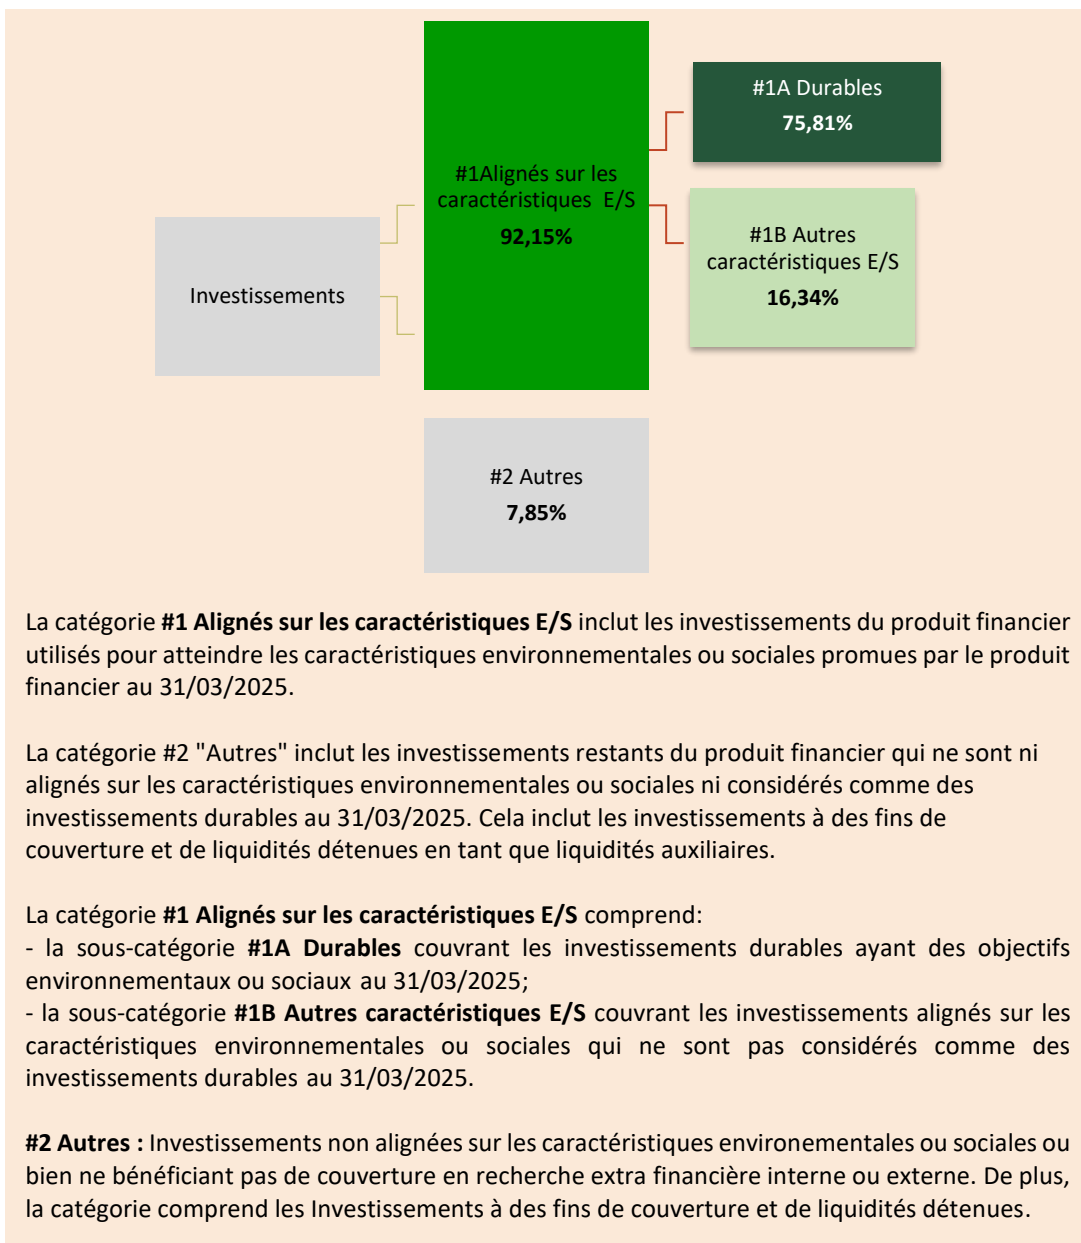 #1A Durables
75,81%
#1Alignés sur les
caractéristiques E/S
92,15%
#1B Autres
caractéristiques E/S
16,34%
Investissements
#2 Autres
7,85%
La catégorie #1 Alignés sur les caractéristiques E/S inclut les investissements du produit financier
utilisés pour atteindre les caractéristiques environnementales ou sociales promues par le produit
financier au 31/03/2025.
La catégorie #2 "Autres" inclut les investissements restants du produit financier qui ne sont ni
alignés sur les caractéristiques environnementales ou sociales ni considérés comme des
investissements durables au 31/03/2025. Cela inclut les investissements à des fins de
couverture et de liquidités détenues en tant que liquidités auxiliaires.
La catégorie #1 Alignés sur les caractéristiques E/S comprend:
- la sous-catégorie #1A Durables couvrant les investissements durables ayant des objectifs
environnementaux ou sociaux au 31/03/2025;
- la sous-catégorie #1B Autres caractéristiques E/S couvrant les investissements alignés sur les
caractéristiques environnementales ou sociales qui ne sont pas considérés comme des
investissements durables au 31/03/2025.
#2 Autres : Investissements non alignées sur les caractéristiques environementales ou sociales ou
bien ne bénéficiant pas de couverture en recherche extra financière interne ou externe. De plus,
la catégorie comprend les Investissements à des fins de couverture et de liquidités détenues.